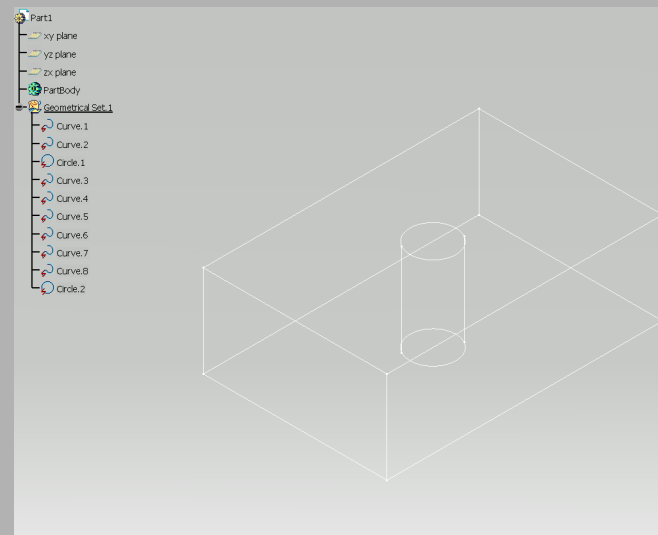 Part1
xy plane
yz plane
zx plane
PartBody
Geometrical Set.1
Curve.1
Curve.2
Circle.1
Curve.3
Curve.4
Curve.5
Curve.6
Curve.7
Curve.8
Circle.2